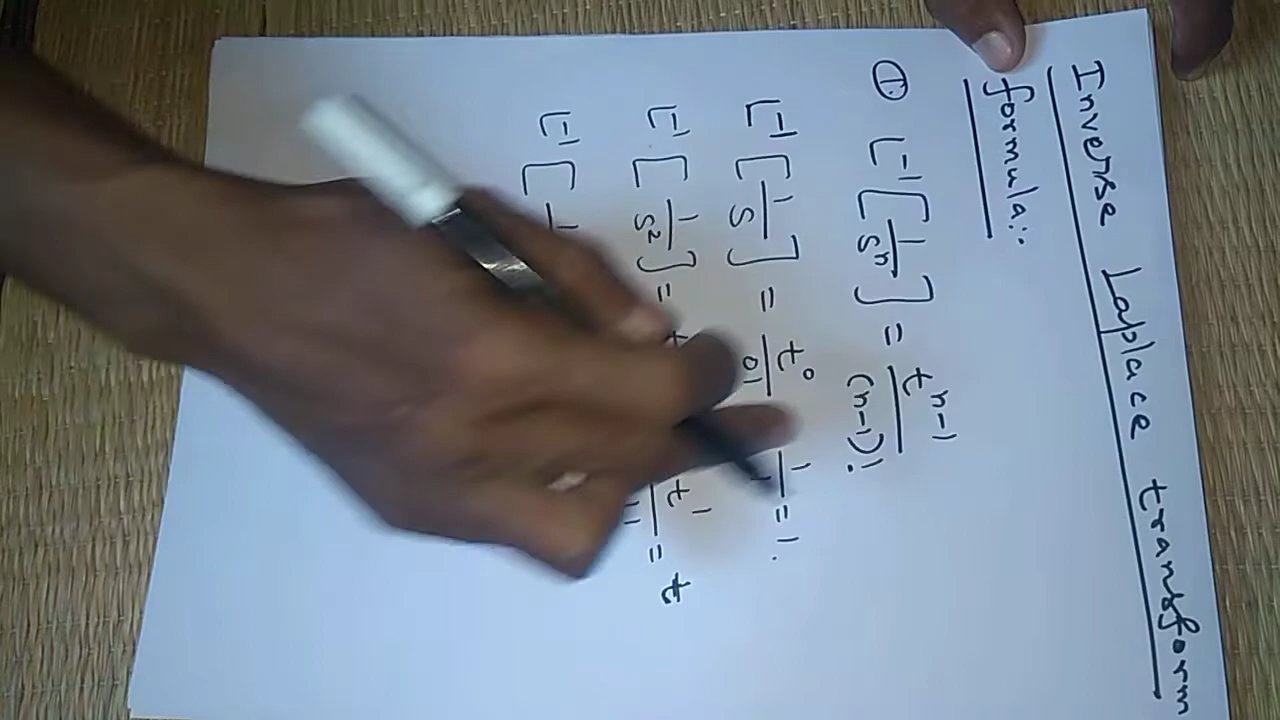 Inverse Laplace transform
formula:-
① L⁻¹[1/sⁿ] = tⁿ⁻¹/(n-1)!
L⁻¹[1/s] = t⁰/0! 1/1 = 1.
L⁻¹[1/s²] = t t¹/1! = t
L⁻¹[1